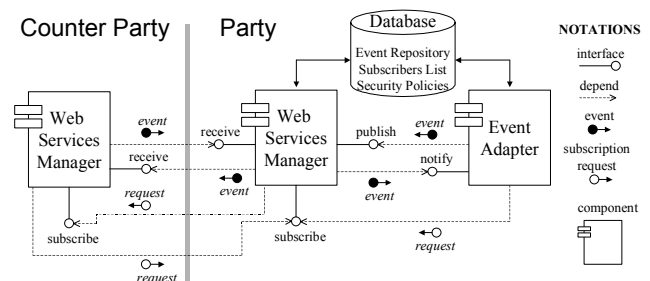 Counter Party
Party
Database
Event Repository
Subscribers List
Security Policies
NOTATIONS
interface
depend
event
subscription
request
component
Web
Services
Manager
event
receive
receive
event
request
subscribe
request
Web
Services
Manager
publish
event
notify
event
subscribe
request
Event
Adapter